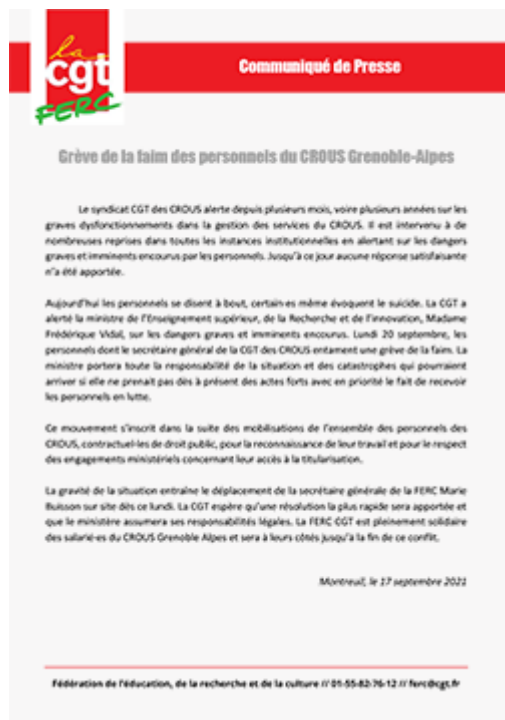 la
cgt
FERC
Communiqué de Presse
Grève de la faim des personnels du CROUS Grenoble-Alpes
Le syndicat CGT des CROUS alerte depuis plusieurs mois, voire plusieurs années sur les
graves dysfonctionnements dans la gestion des services du CROUS. Il est intervenu à de
nombreuses reprises dans toutes les instances institutionnelles en alertant sur les dangers
graves et imminents encourus par les personnels. Jusqu'à ce jour aucune réponse satisfaisante
n'a été apportée.
Aujourd'hui les personnels se disent à bout, certain·es même évoquent le suicide. La CGT a
alerté la ministre de l'Enseignement supérieur, de la Recherche et de l'Innovation, Madame
Frédérique Vidal, sur les dangers graves et imminents encourus. Lundi 20 septembre, les
personnels dont le secrétaire général de la CGT des CROUS entament une grève de la faim. La
ministre portera toute la responsabilité de la situation et des catastrophes qui pourraient
arriver si elle ne prenait pas dès à présent des actes forts avec en priorité le fait de recevoir
les personnels en lutte.
Ce mouvement s'inscrit dans la suite des mobilisations de l'ensemble des personnels des
CROUS, contractuel·les de droit public, pour la reconnaissance de leur travail et pour le respect
des engagements ministériels concernant leur accès à la titularisation.
La gravité de la situation entraîne le déplacement de la secrétaire générale de la FERC Marie
Buisson sur site dès ce lundi. La CGT espère qu'une résolution la plus rapide sera apportée et
que le ministère assumera ses responsabilités légales. La FERC CGT est pleinement solidaire
des salarié·es du CROUS Grenoble Alpes et sera à leurs côtés jusqu'à la fin de ce conflit.
Montreuil, le 17 septembre 2021
Fédération de l'éducation, de la recherche et de la culture // 01-55-82-76-12 // ferc@cgt.fr